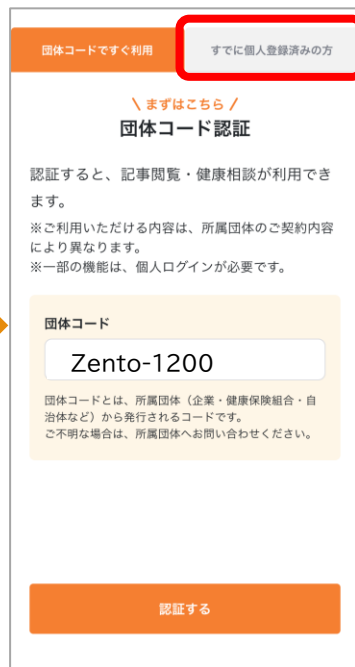 団体コードですぐ利用
すでに個人登録済みの方
\ まずはこちら /
団体コード認証
認証すると、記事閲覧・健康相談が利用でき
ます。
※ご利用いただける内容は、所属団体のご契約内容
により異なります。
※一部の機能は、個人ログインが必要です。
団体コード
Zento-1200
団体コードとは、所属団体（企業・健康保険組合・自
治体など）から発行されるコードです。
ご不明な場合は、所属団体へお問い合わせください。
認証する